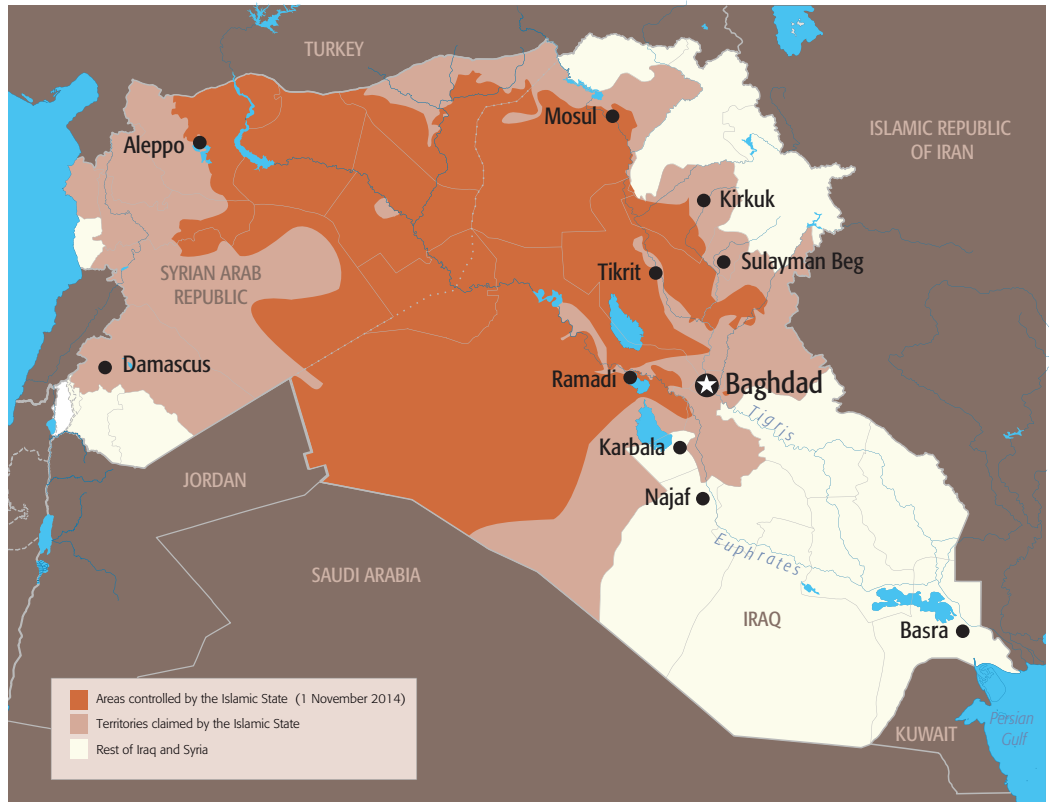 TURKEY
Mosul
ISLAMIC REPUBLIC
OF IRAN
Aleppo
Kirkuk
SYRIAN ARAB
REPUBLIC
Tikrit
Sulayman Beg
Damascus
Ramadi
Baghdad
Tigris
Karbala
JORDAN
Najaf
Euphrates
SAUDI ARABIA
IRAQ
Basra
Areas controlled by the Islamic State (1 November 2014)
Territories claimed by the Islamic State
Rest of Iraq and Syria
KUWAIT
Persian
Gulf